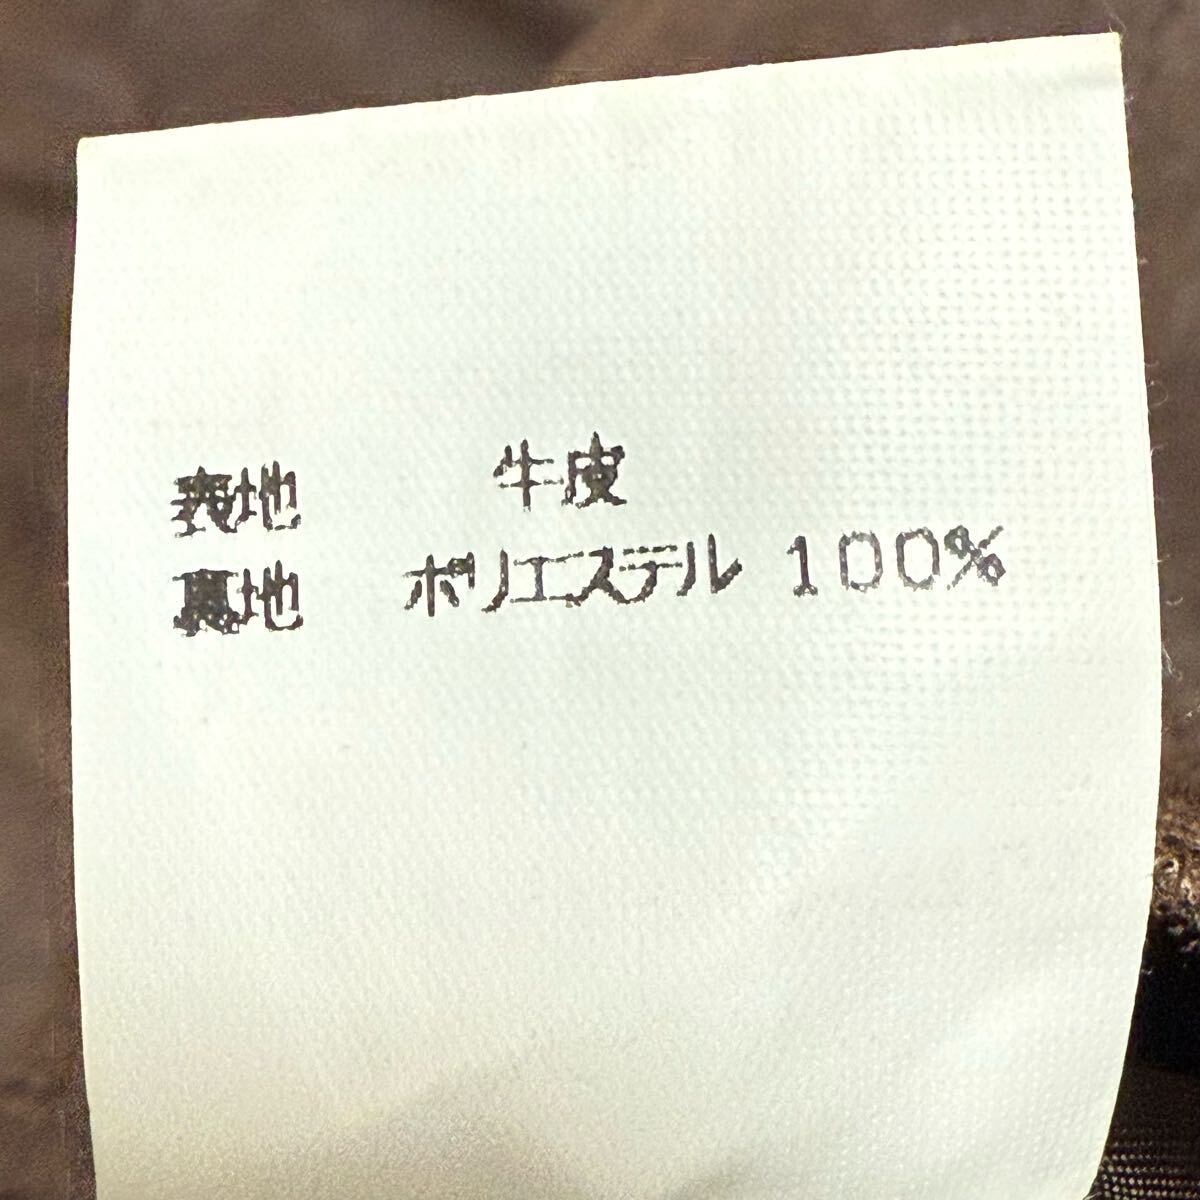 表地 牛皮
裏地 ポリエステル 100%